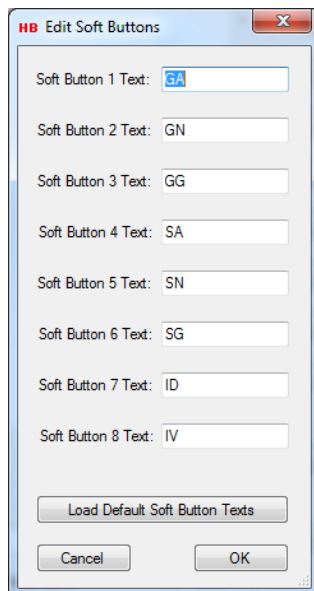 HB Edit Soft Buttons
Soft Button 1 Text: GA
Soft Button 2 Text: GN
Soft Button 3 Text: GG
Soft Button 4 Text: SA
Soft Button 5 Text: SN
Soft Button 6 Text: SG
Soft Button 7 Text: ID
Soft Button 8 Text: IV
Load Default Soft Button Texts
Cancel OK